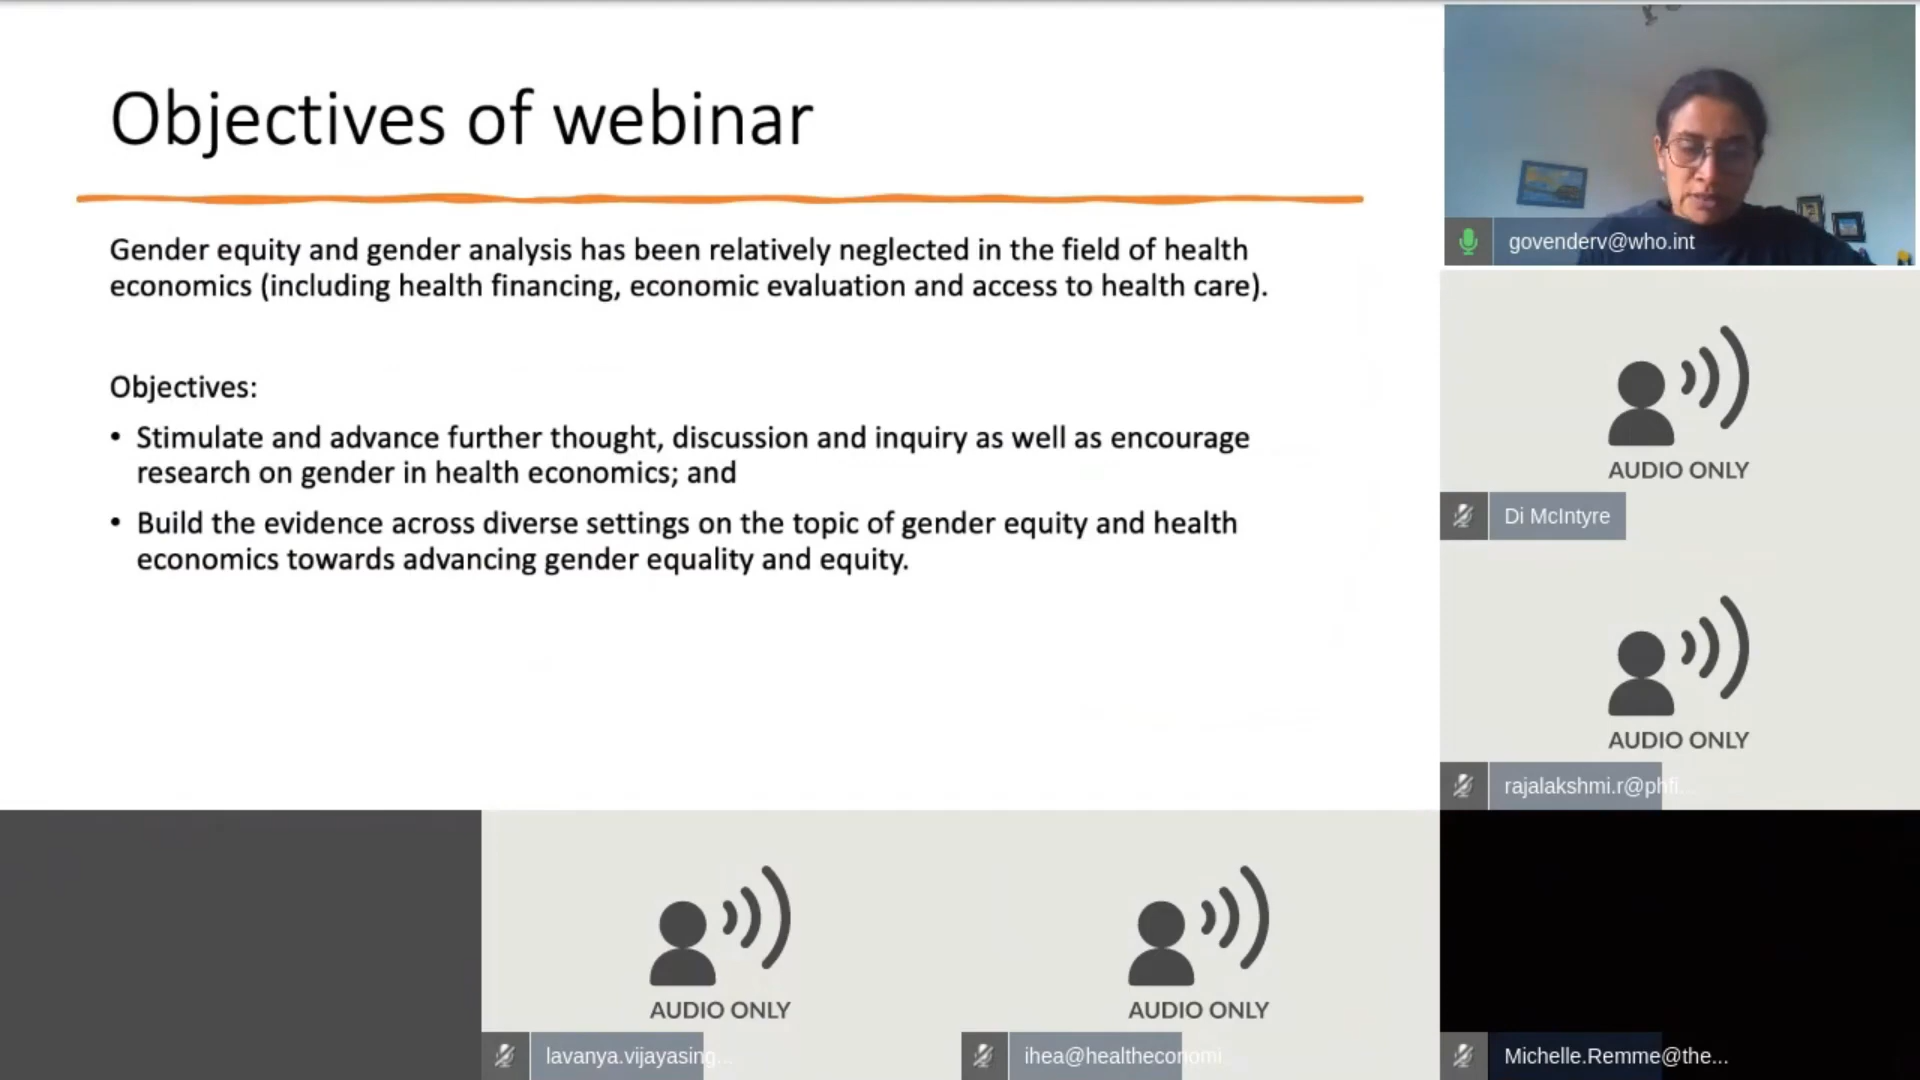 Objectives of webinar
govenderv@who.int
Gender equity and gender analysis has been relatively neglected in the field of health
economics (including health financing, economic evaluation and access to health care).
Objectives:
• Stimulate and advance further thought, discussion and inquiry as well as encourage
research on gender in health economics; and
• Build the evidence across diverse settings on the topic of gender equity and health
economics towards advancing gender equality and equity.
AUDIO ONLY
Di McIntyre
AUDIO ONLY
rajalakshmi.r@phfi...
AUDIO ONLY
lavanya.vijayasing...
AUDIO ONLY
ihea@healtheconomi
Michelle.Remme@the...